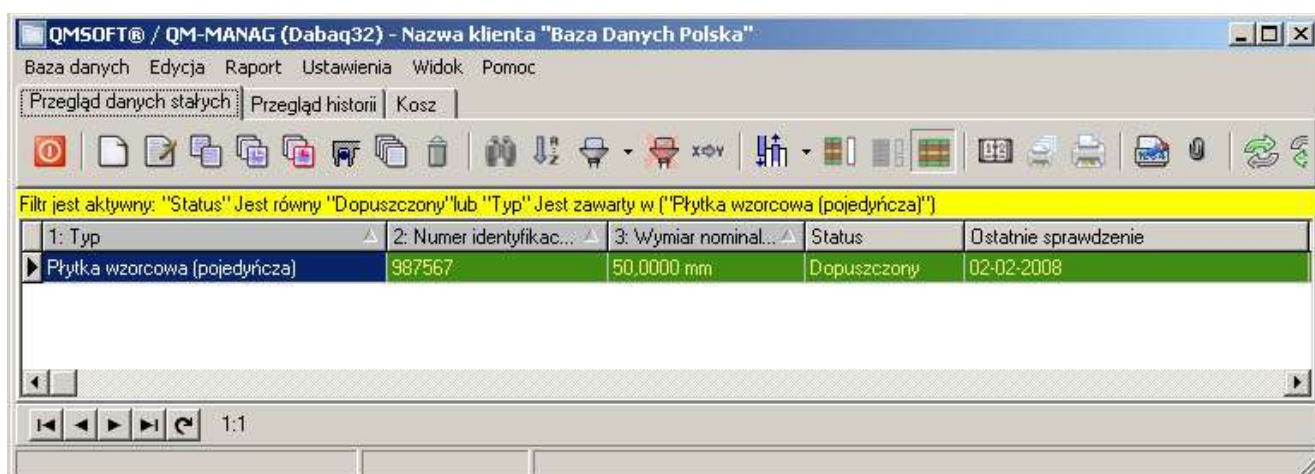 QMSOFT® / QM-MANAG (Dabaq32) - Nazwa klienta "Baza Danych Polska"
Baza danych Edycja Raport Ustawienia Widok Pomoc
Przegląd danych stałych Przegląd historii Kosz
Filtr jest aktywny: "Status" Jest równy "Dopuszczony"lub "Typ" Jest zawarty w ("Płytka wzorcowa (pojedyńcza)")
1: Typ 2: Numer identyfikac... 3: Wymiar nominal... Status Ostatnie sprawdzenie
Płytka wzorcowa (pojedyńcza) 987567 50,0000 mm Dopuszczony 02-02-2008
1:1